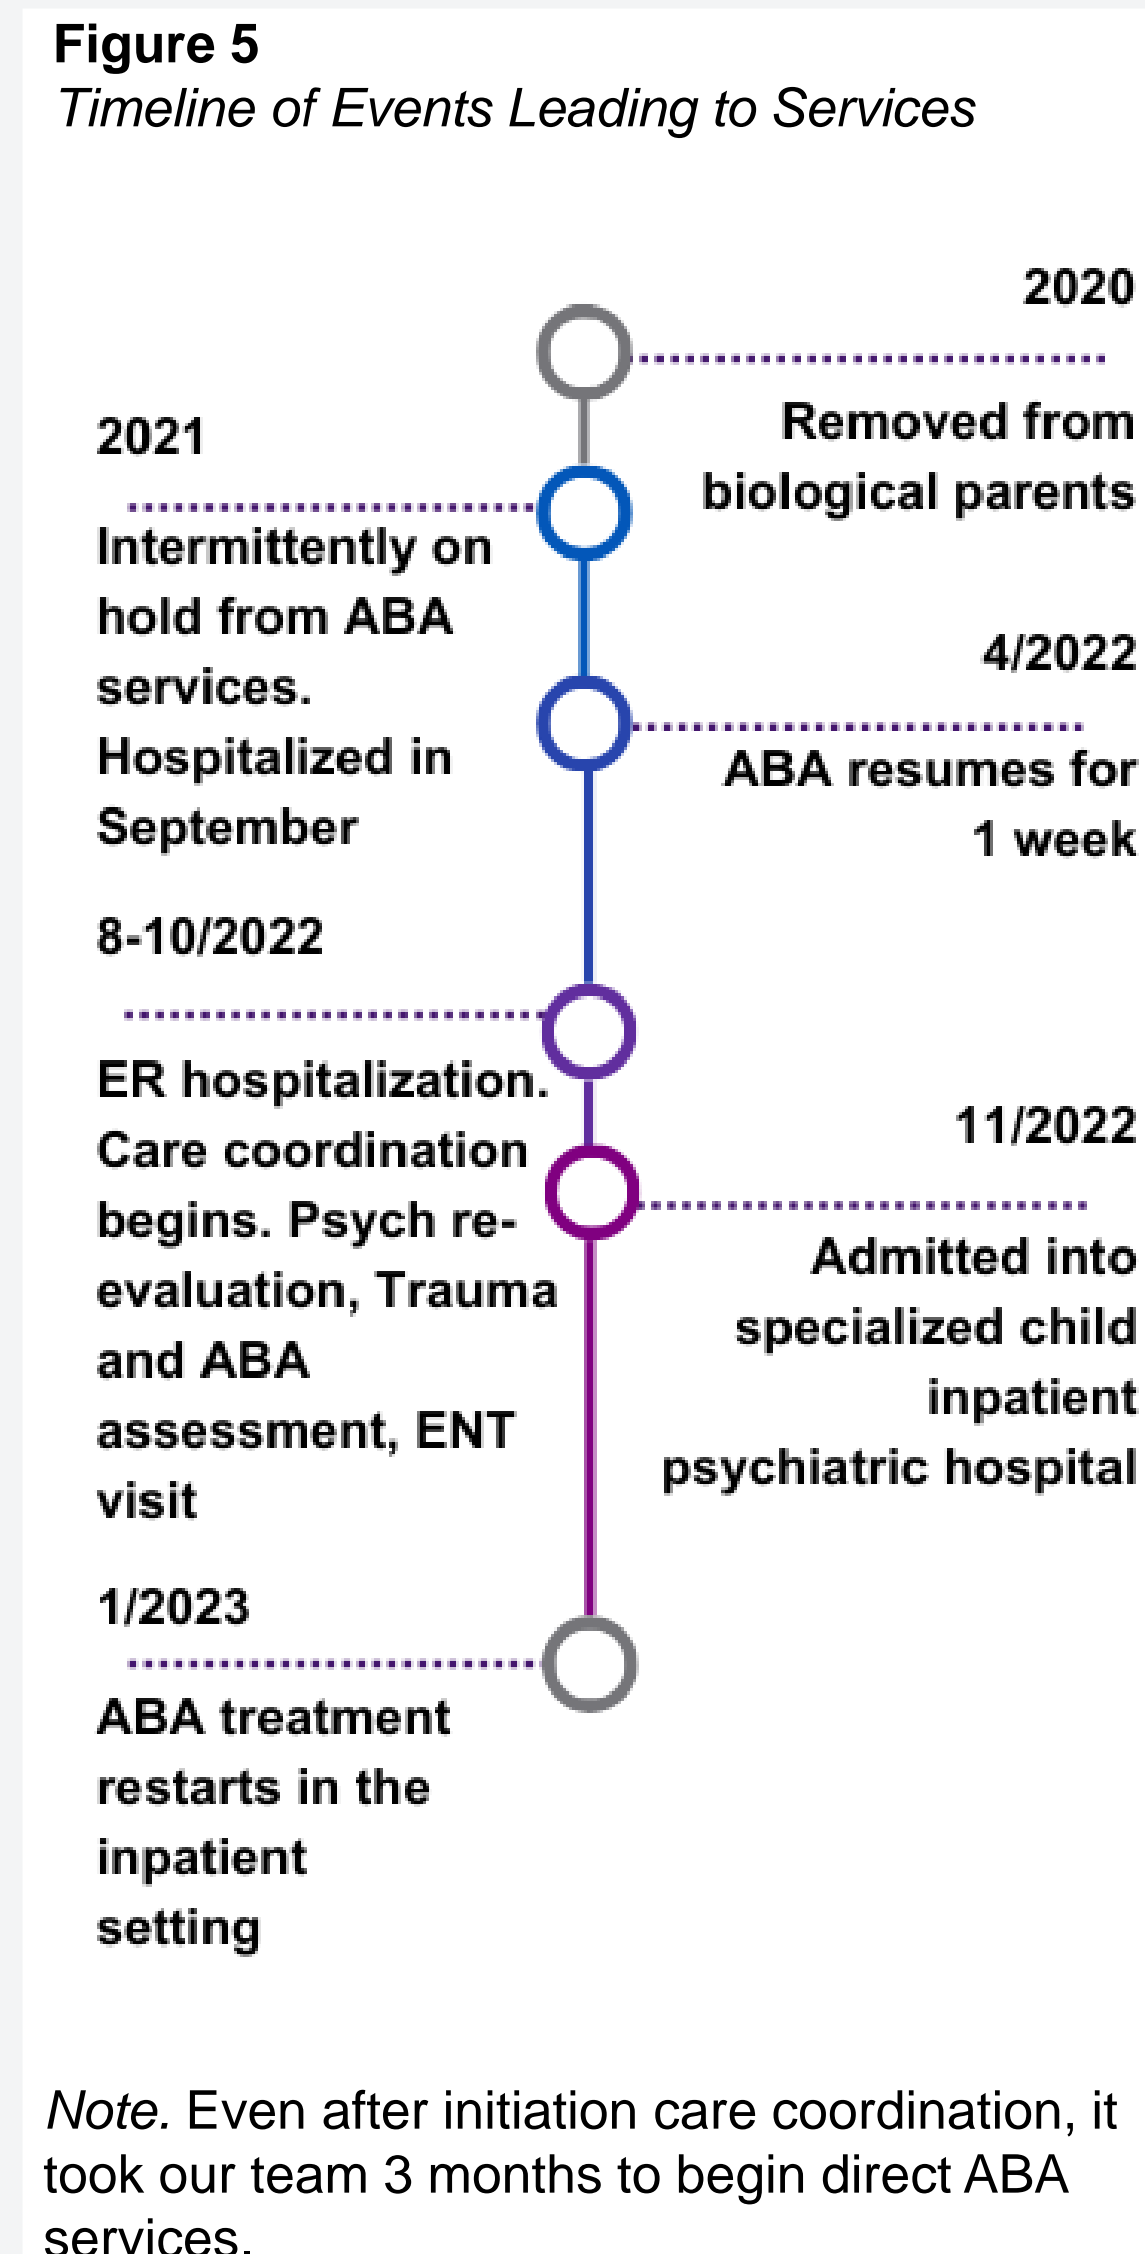 Figure 5
Timeline of Events Leading to Services
2020
Removed from
biological parents
2021
Intermittently on
hold from ABA
services.
Hospitalized in
September
4/2022
ABA resumes for
1 week
8-10/2022
ER hospitalization.
Care coordination
begins. Psych re-
evaluation, Trauma
and ABA
assessment, ENT
visit
11/2022
Admitted into
specialized child
inpatient
psychiatric hospital
1/2023
ABA treatment
restarts in the
inpatient
setting
Note. Even after initiation care coordination, it
took our team 3 months to begin direct ABA
services.